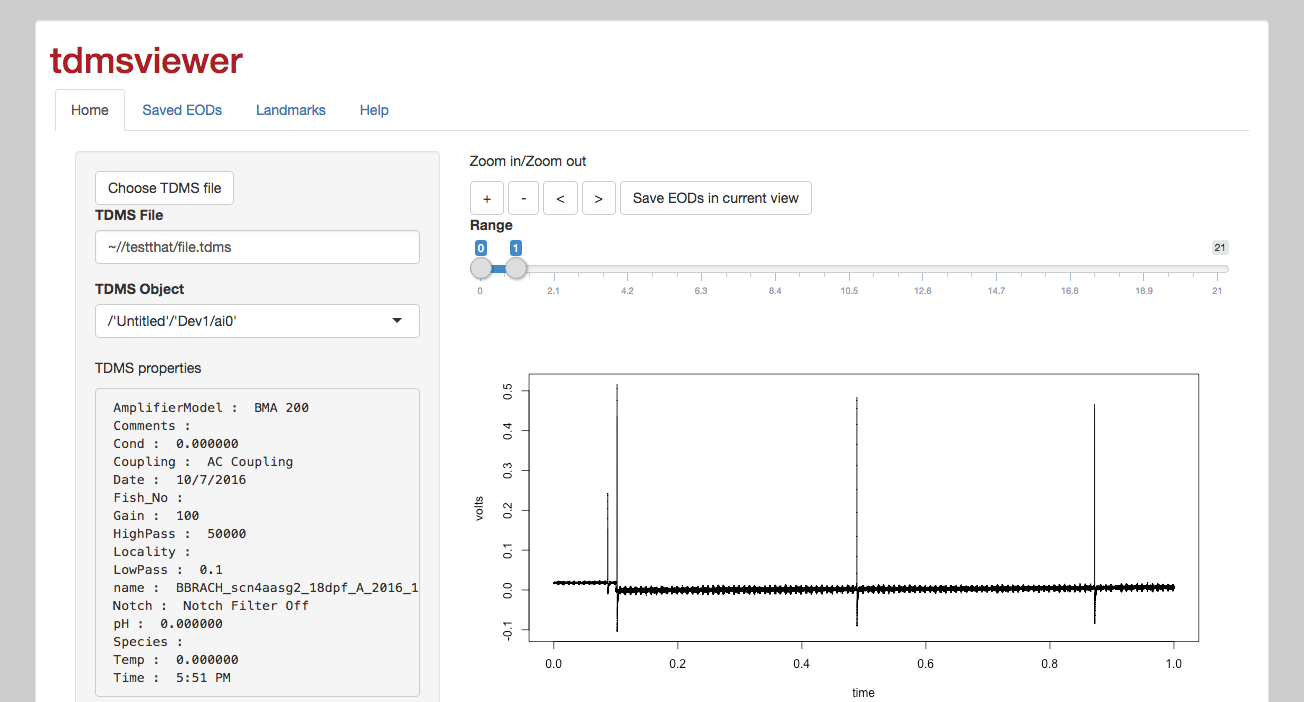 tdmsviewer
Home Saved EODs Landmarks Help
Choose TDMS file
TDMS File
~//testthat/file.tdms
TDMS Object
/'Untitled'/'Dev1/ai0'
TDMS properties
AmplifierModel :  BMA 200
Comments :
Cond :  0.000000
Coupling :  AC Coupling
Date :  10/7/2016
Fish_No :
Gain :  100
HighPass :  50000
Locality :
LowPass :  0.1
name :  BBRACH_scn4aasg2_18dpf_A_2016_1
Notch :  Notch Filter Off
pH :  0.000000
Species :
Temp :  0.000000
Time :  5:51 PM
Zoom in/Zoom out
+ - < > Save EODs in current view
Range
0 1 21
0 2.1 4.2 6.3 8.4 10.5 12.6 14.7 16.8 18.9 21
0.5
0.4
0.3
0.2
0.1
0.0
-0.1
volts
0.0 0.2 0.4 0.6 0.8 1.0
time